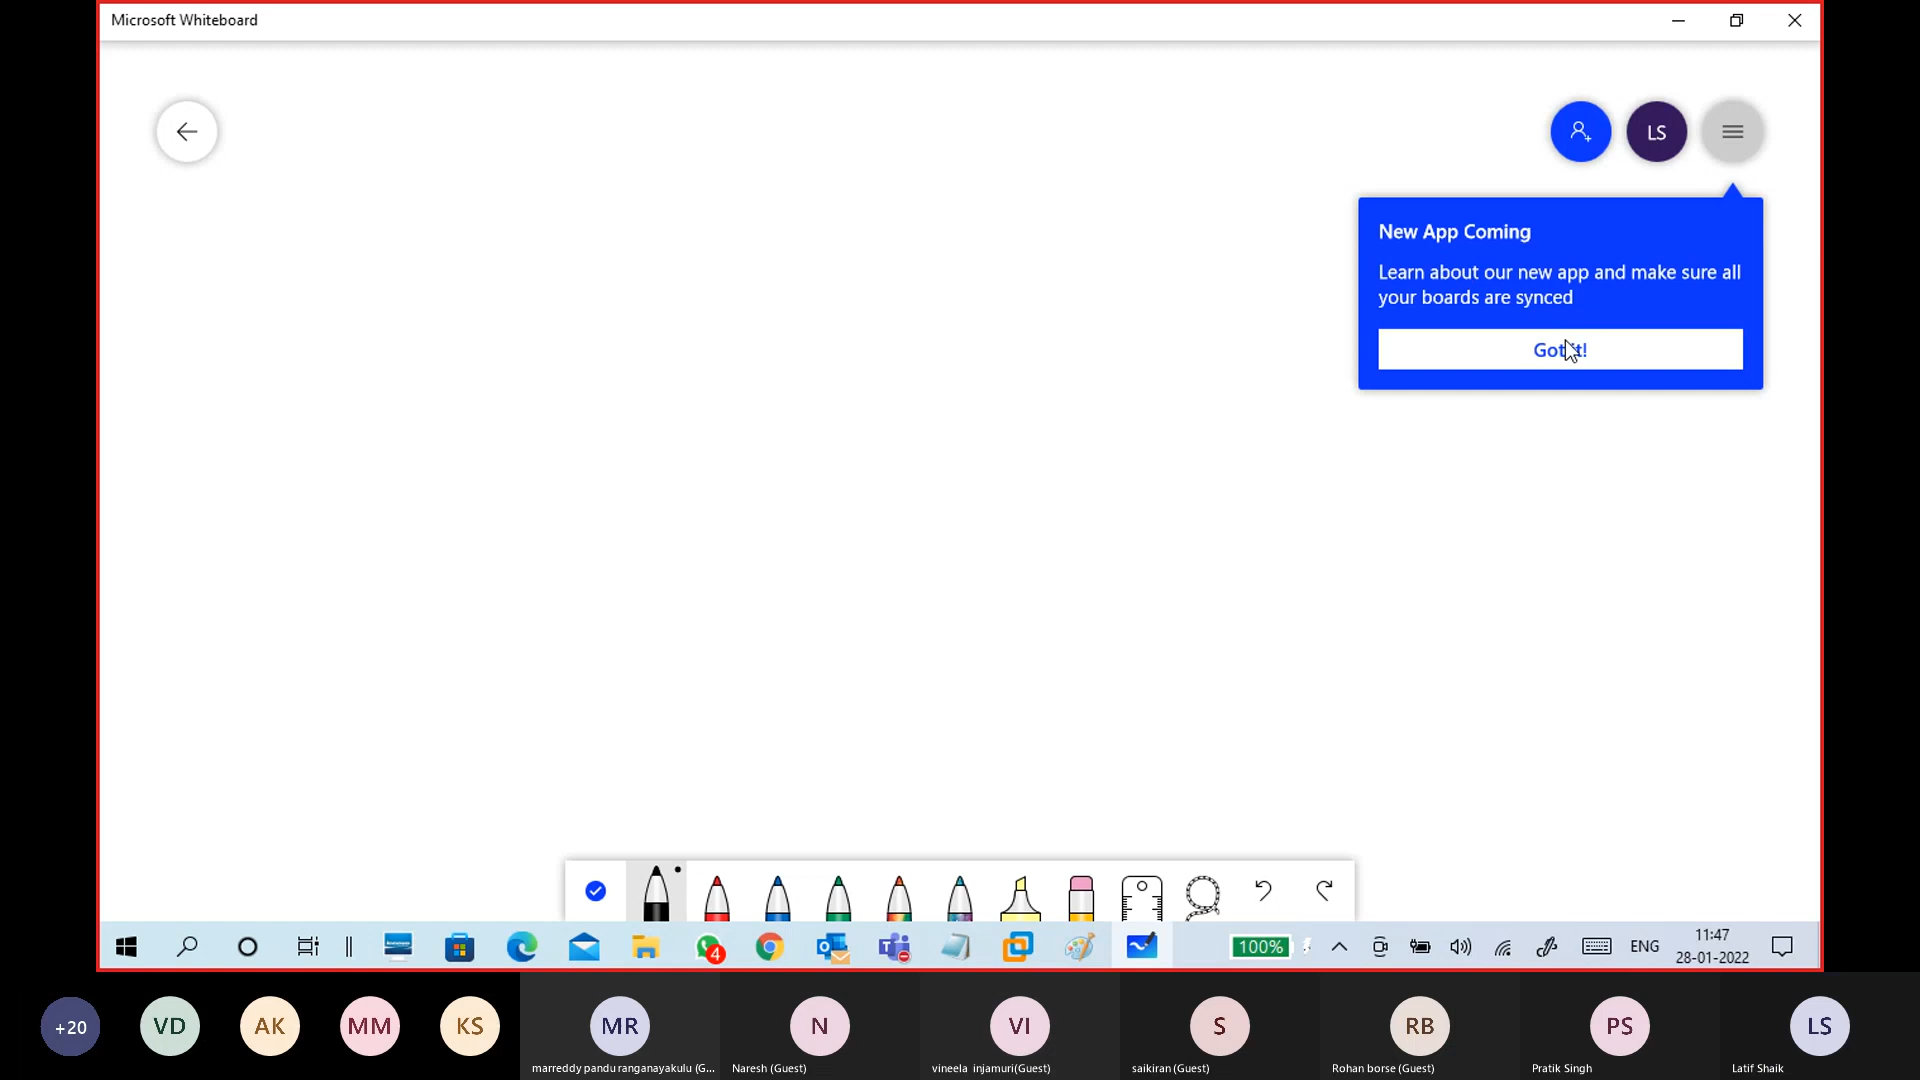 Microsoft Whiteboard
LS
New App Coming
Learn about our new app and make sure all
your boards are synced
Got it!
4
100%
ENG
11:47
28-01-2022
+20
VD
AK
MM
KS
MR
N
VI
S
RB
PS
LS
marreddy pandu ranganayakulu (G...
Naresh (Guest)
vineela injamuri(Guest)
saikiran (Guest)
Rohan borse (Guest)
Pratik Singh
Latif Shaik